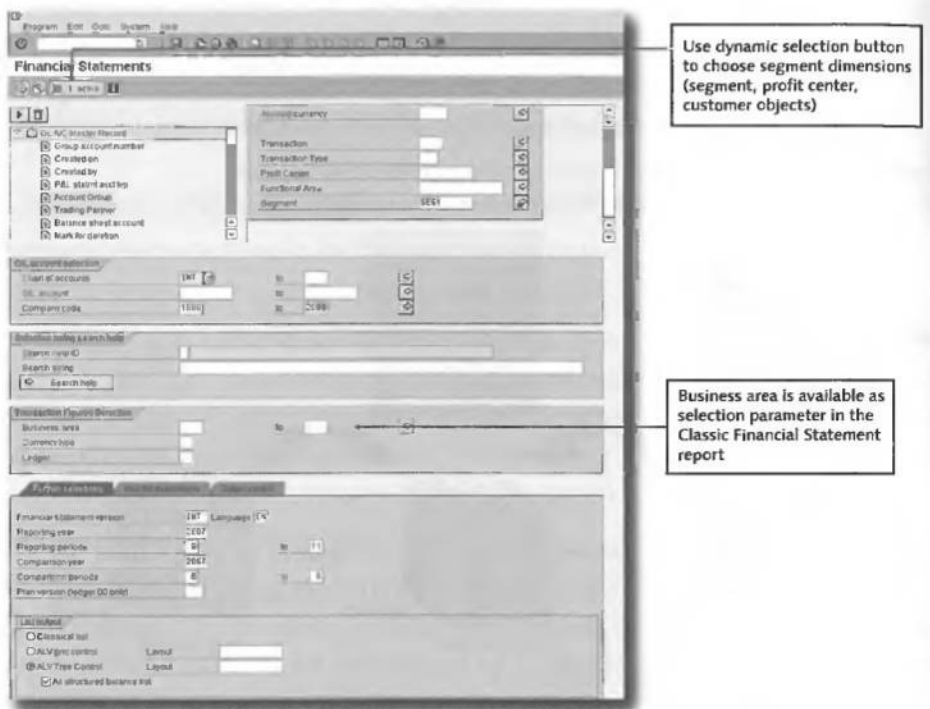 Program Edit Goto System Help
Financial Statements
1 active
Use dynamic selection button
to choose segment dimensions
(segment, profit center,
customer objects)
G/L A/C Master Record
Group account number
Created on
Created by
P&L statmt acct typ
Account Group
Trading Partner
Balance sheet account
Mark for deletion
currency
Transaction
Transaction Type
Profit Center
Functional Area
Segment SEG1
G/L account selection
Chart of accounts INT to
G/L account to
Company code to
Selection using search help
Search help ID
Search string
Search help
Transaction Figures Selection
Business area to
Currency type
Ledger
Business area is available as
selection parameter in the
Classic Financial Statement
report
Further selections
Financial statement version INT Language EN
Reporting year
Reporting periods to
Comparison year
Comparison periods to
Plan version (ledger 00 only)
List output
Classical list
ALV grid control Layout
ALV Tree Control Layout
As structured balance list